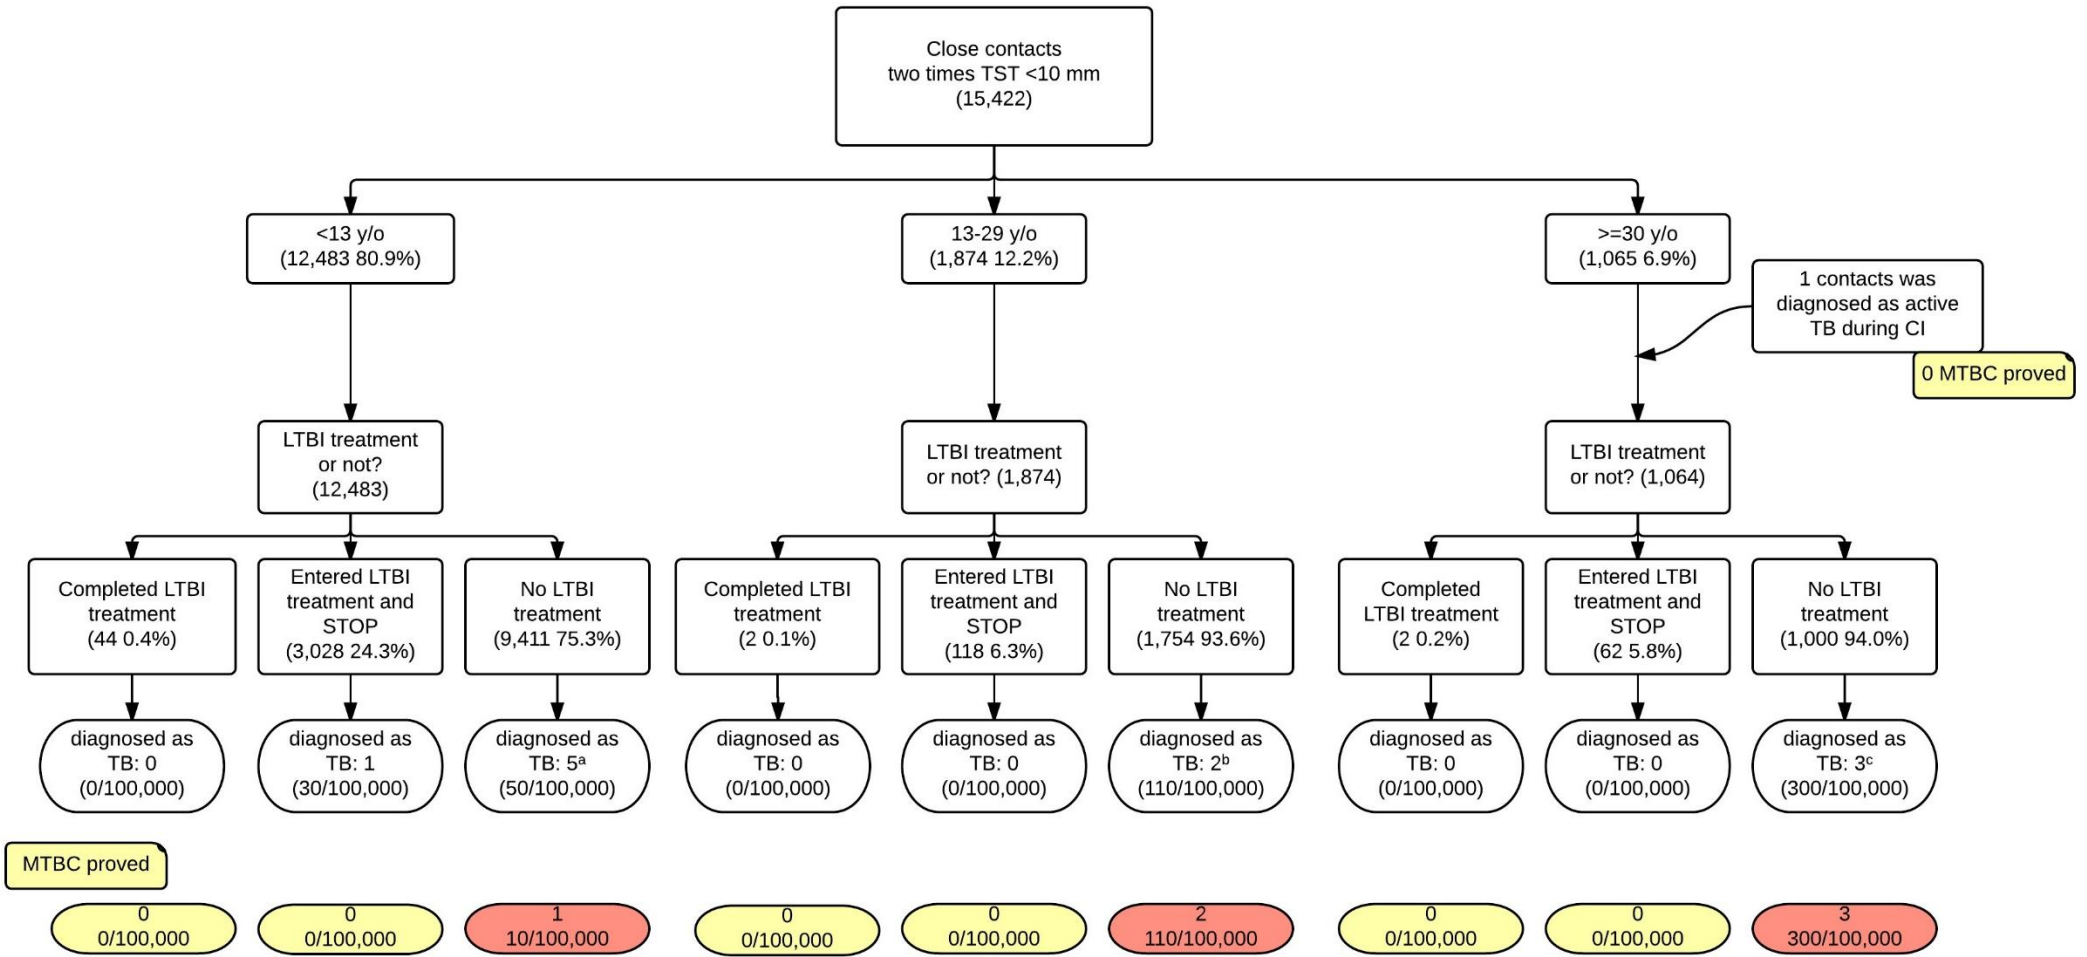 Close contacts
two times TST <10 mm
(15,422)
<13 y/o
(12,483 80.9%)
13-29 y/o
(1,874 12.2%)
>=30 y/o
(1,065 6.9%)
1 contacts was
diagnosed as active
TB during CI
0 MTBC proved
LTBI treatment
or not?
(12,483)
LTBI treatment
or not? (1,874)
LTBI treatment
or not? (1,064)
Completed LTBI
treatment
(44 0.4%)
Entered LTBI
treatment and
STOP
(3,028 24.3%)
No LTBI
treatment
(9,411 75.3%)
Completed LTBI
treatment
(2 0.1%)
Entered LTBI
treatment and
STOP
(118 6.3%)
No LTBI
treatment
(1,754 93.6%)
Completed
LTBI treatment
(2 0.2%)
Entered LTBI
treatment and
STOP
(62 5.8%)
No LTBI
treatment
(1,000 94.0%)
diagnosed as
TB: 0
(0/100,000)
diagnosed as
TB: 1
(30/100,000)
diagnosed as
TB: 5ᵃ
(50/100,000)
diagnosed as
TB: 0
(0/100,000)
diagnosed as
TB: 0
(0/100,000)
diagnosed as
TB: 2ᵇ
(110/100,000)
diagnosed as
TB: 0
(0/100,000)
diagnosed as
TB: 0
(0/100,000)
diagnosed as
TB: 3ᶜ
(300/100,000)
MTBC proved
0
0/100,000
0
0/100,000
1
10/100,000
0
0/100,000
0
0/100,000
2
110/100,000
0
0/100,000
0
0/100,000
3
300/100,000